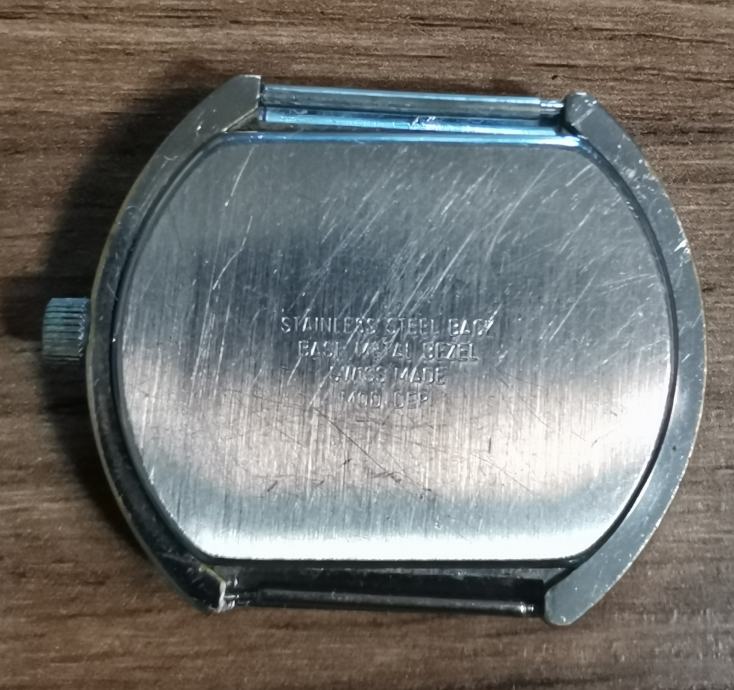 STAINLESS STEEL BACK
BASE METAL BEZEL
SWISS MADE
MOD. DEP.